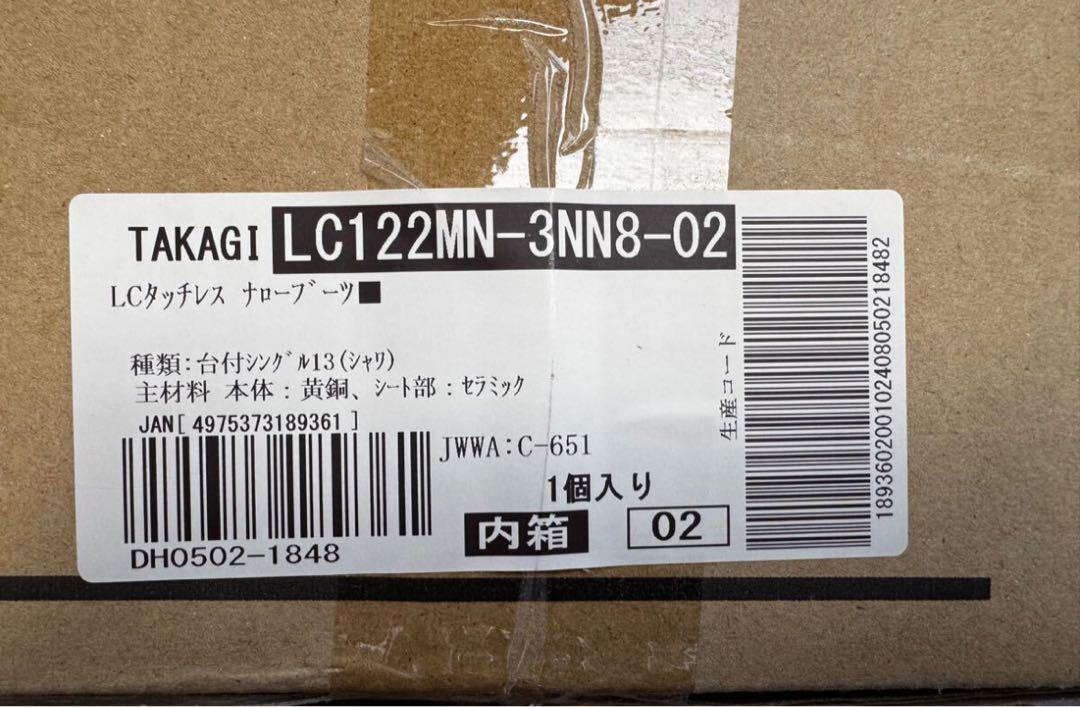 TAKAGI LC122MN-3NN8-02
LCﾀｯﾁﾚｽ ﾅﾛｰﾌﾞｰﾂ■
種類:台付ｼﾝｸﾞﾙ13(ｼｬﾜ)
主材料 本体:黄銅、ｼｰﾄ部:ｾﾗﾐｯｸ
JAN[ 4975373189361 ]
JWWA:C-651
1個入り
内箱 02
DH0502-1848
生産コード
18936020010240805021848​2